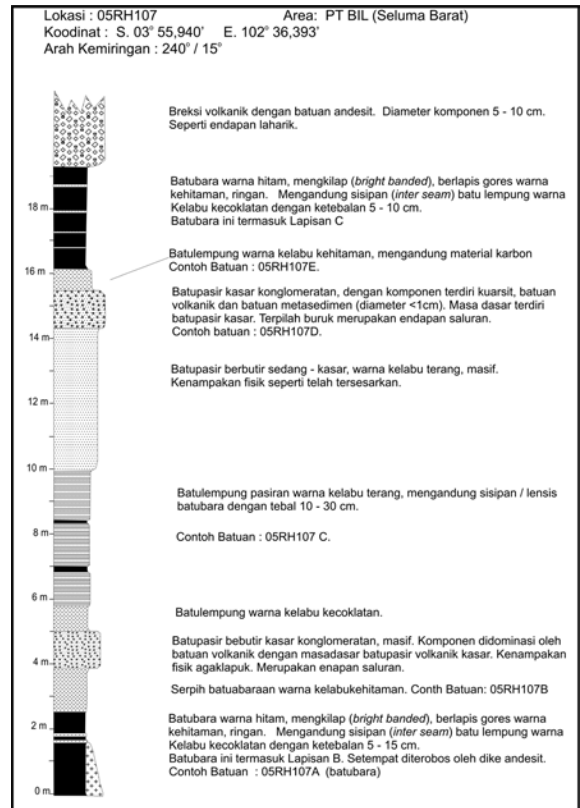 Lokasi : 05RH107 Area: PT BIL (Seluma Barat)
Koodinat : S. 03° 55,940' E. 102° 36,393'
Arah Kemiringan : 240° / 15°
Breksi volkanik dengan batuan andesit. Diameter komponen 5 - 10 cm.
Seperti endapan laharik.
Batubara warna hitam, mengkilap (bright banded), berlapis gores warna
kehitaman, ringan. Mengandung sisipan (inter seam) batu lempung warna
18 m
Kelabu kecoklatan dengan ketebalan 5 - 10 cm.
Batubara ini termasuk Lapisan C
Batulempung warna kelabu kehitaman, mengandung material karbon
16 m
Contoh Batuan : 05RH107E.
Batupasir kasar konglomeratan, dengan komponen terdiri kuarsit, batuan
volkanik dan batuan metasedimen (diameter <1cm). Masa dasar terdiri
batupasir kasar. Terpilah buruk merupakan endapan saluran.
14 m
Contoh batuan : 05RH107D.
Batupasir berbutir sedang - kasar, warna kelabu terang, masif.
Kenampakan fisik seperti telah tersesarkan.
12 m
10 m
Batulempung pasiran warna kelabu terang, mengandung sisipan / lensis
batubara dengan tebal 10 - 30 cm.
8 m
Contoh Batuan : 05RH107 C.
6 m
Batulempung warna kelabu kecoklatan.
Batupasir bebutir kasar konglomeratan, masif. Komponen didominasi oleh
batuan volkanik dengan masadasar batupasir volkanik kasar. Kenampakan
4 m
fisik agaklapuk. Merupakan enapan saluran.
Serpih batuabaraan warna kelabukehitaman. Conth Batuan: 05RH107B
2 m
Batubara warna hitam, mengkilap (bright banded), berlapis gores warna
kehitaman, ringan. Mengandung sisipan (inter seam) batu lempung warna
Kelabu kecoklatan dengan ketebalan 5 - 15 cm.
Batubara ini termasuk Lapisan B. Setempat diterobos oleh dike andesit.
Contoh Batuan : 05RH107A (batubara)
0 m